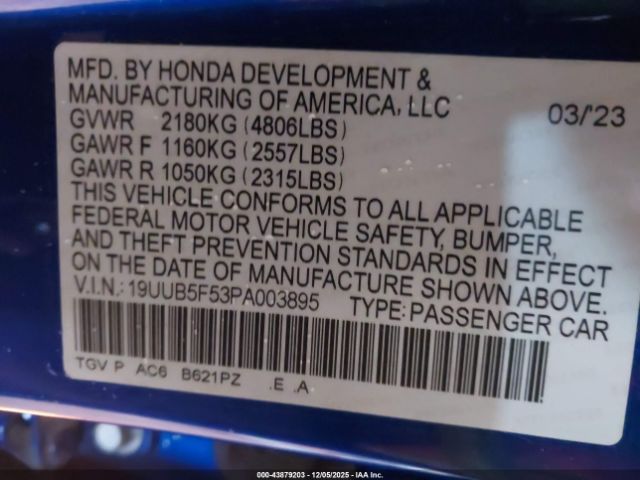 MFD. BY HONDA DEVELOPMENT &
MANUFACTURING OF AMERICA, LLC 03/'23
GVWR 2180KG (4806LBS)
GAWR F 1160KG (2557LBS)
GAWR R 1050KG (2315LBS)
THIS VEHICLE CONFORMS TO ALL APPLICABLE
FEDERAL MOTOR VEHICLE SAFETY, BUMPER,
AND THEFT PREVENTION STANDARDS IN EFFECT
ON THE DATE OF MANUFACTURE SHOWN ABOVE.
V.I.N.:19UUB5F53PA003895 TYPE:PASSENGER CAR
TGV P AC6 B621PZ .E .A
000-43879203 - 12/05/2025 - IAA Inc.